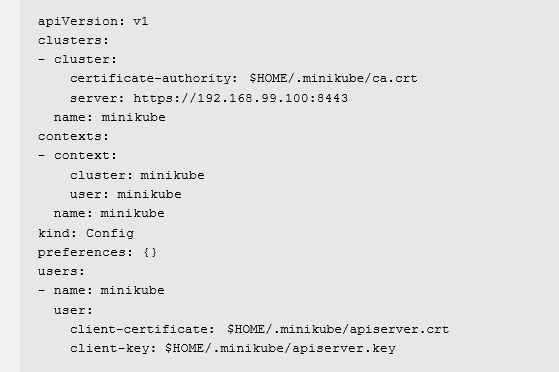 apiVersion: v1
clusters:
- cluster:
    certificate-authority: $HOME/.minikube/ca.crt
    server: https://192.168.99.100:8443
  name: minikube
contexts:
- context:
    cluster: minikube
    user: minikube
  name: minikube
kind: Config
preferences: {}
users:
- name: minikube
  user:
    client-certificate: $HOME/.minikube/apiserver.crt
    client-key: $HOME/.minikube/apiserver.key